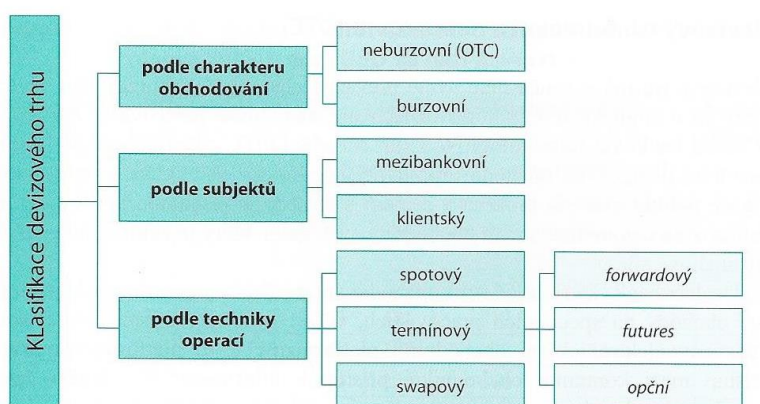 KLasifikace devizového trhu
podle charakteru
obchodování
neburzovní (OTC)
burzovní
podle subjektů
mezibankovní
klientský
podle techniky
operací
spotový
termínový
swapový
forwardový
futures
opční